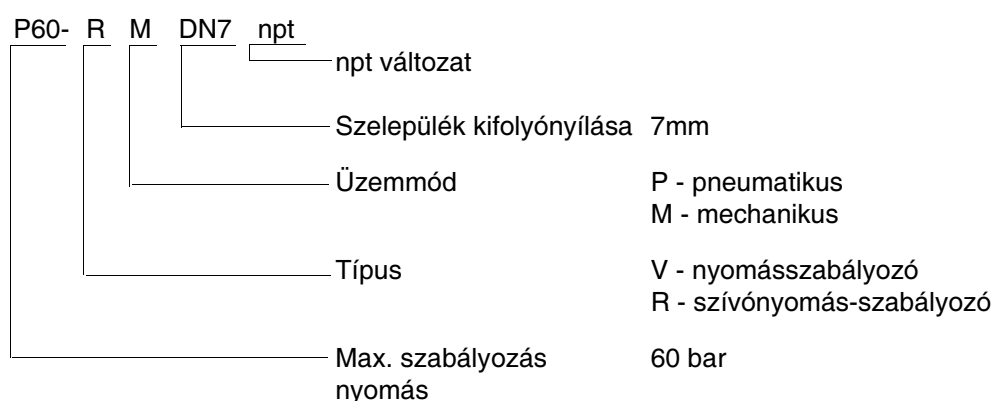 P60- R M DN7 npt
npt változat
Szelepülék kifolyónyílása 7mm
Üzemmód P - pneumatikus
M - mechanikus
Típus V - nyomásszabályozó
R - szívónyomás-szabályozó
Max. szabályozás 60 bar
nyomás